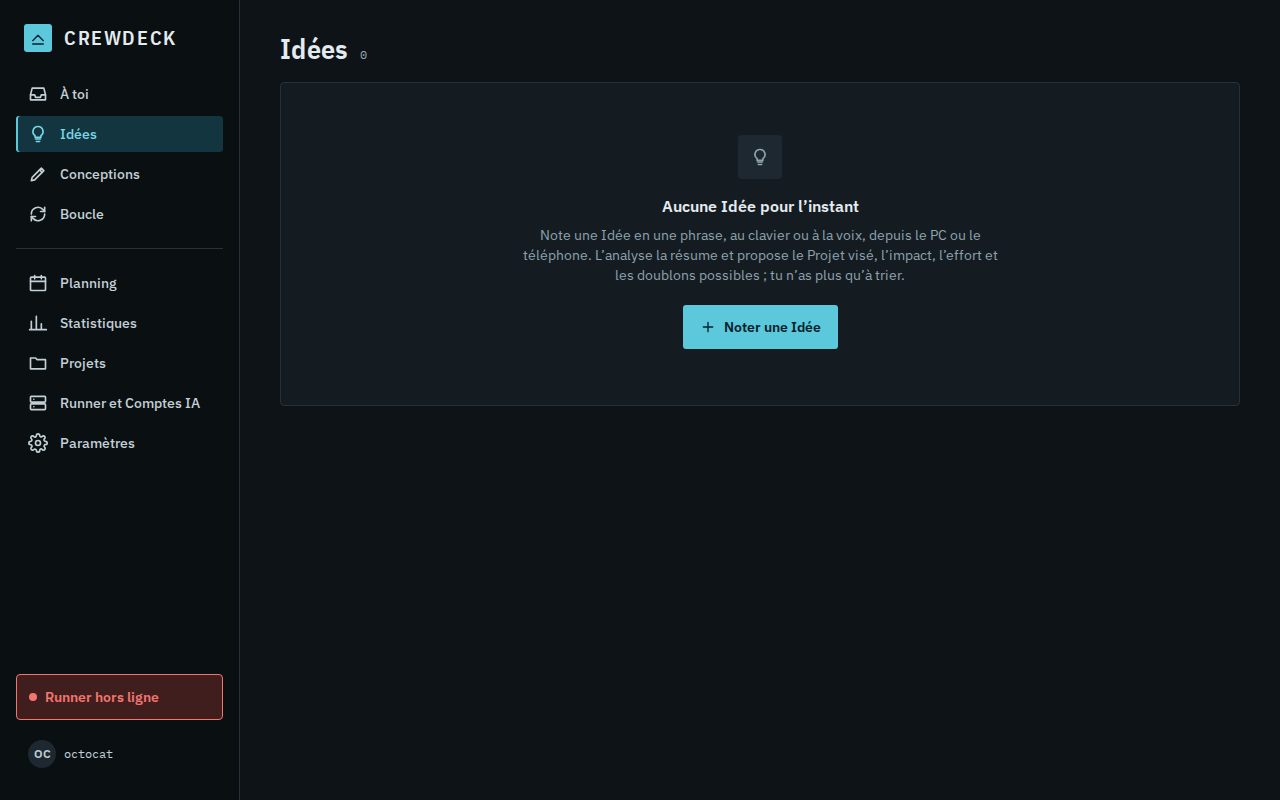 CREWDECK
À toi
Idées
Conceptions
Boucle
Planning
Statistiques
Projets
Runner et Comptes IA
Paramètres
Runner hors ligne
OC octocat
Idées 0
Aucune Idée pour l’instant
Note une Idée en une phrase, au clavier ou à la voix, depuis le PC ou le
téléphone. L’analyse la résume et propose le Projet visé, l’impact, l’effort et
les doublons possibles ; tu n’as plus qu’à trier.
Noter une Idée